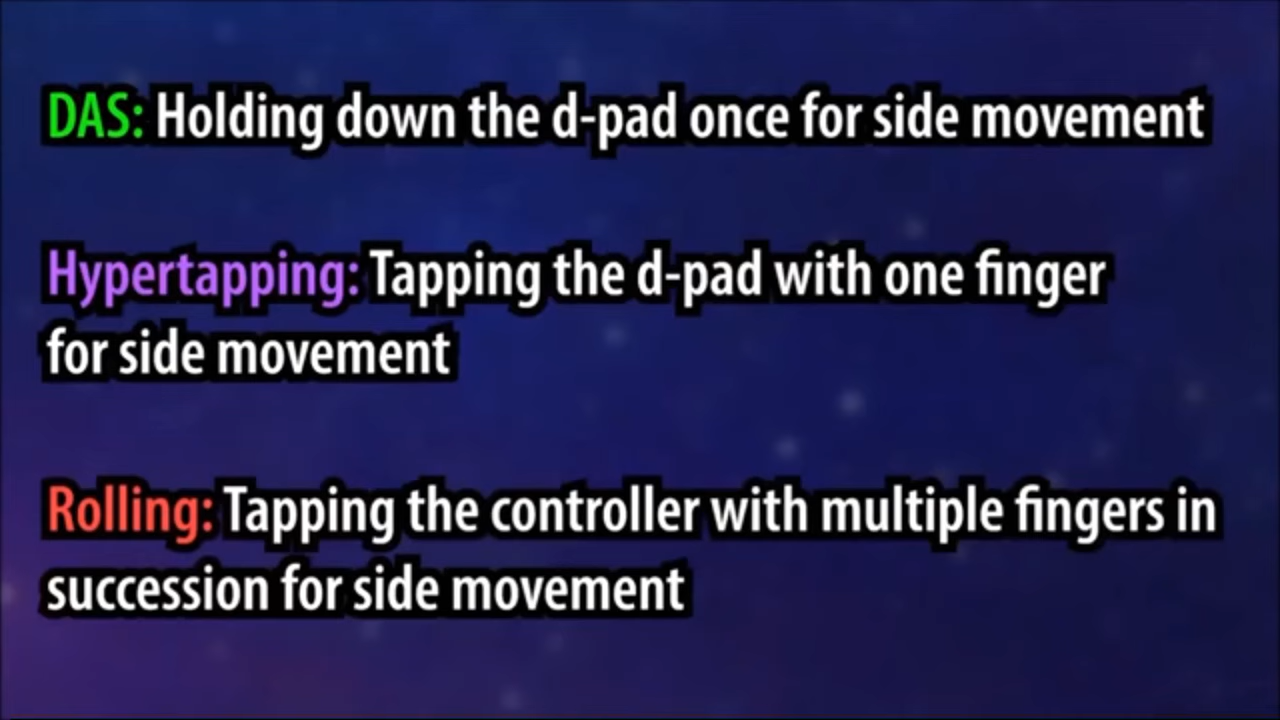 DAS: Holding down the d-pad once for side movement
Hypertapping: Tapping the d-pad with one finger
for side movement
Rolling: Tapping the controller with multiple fingers in
succession for side movement